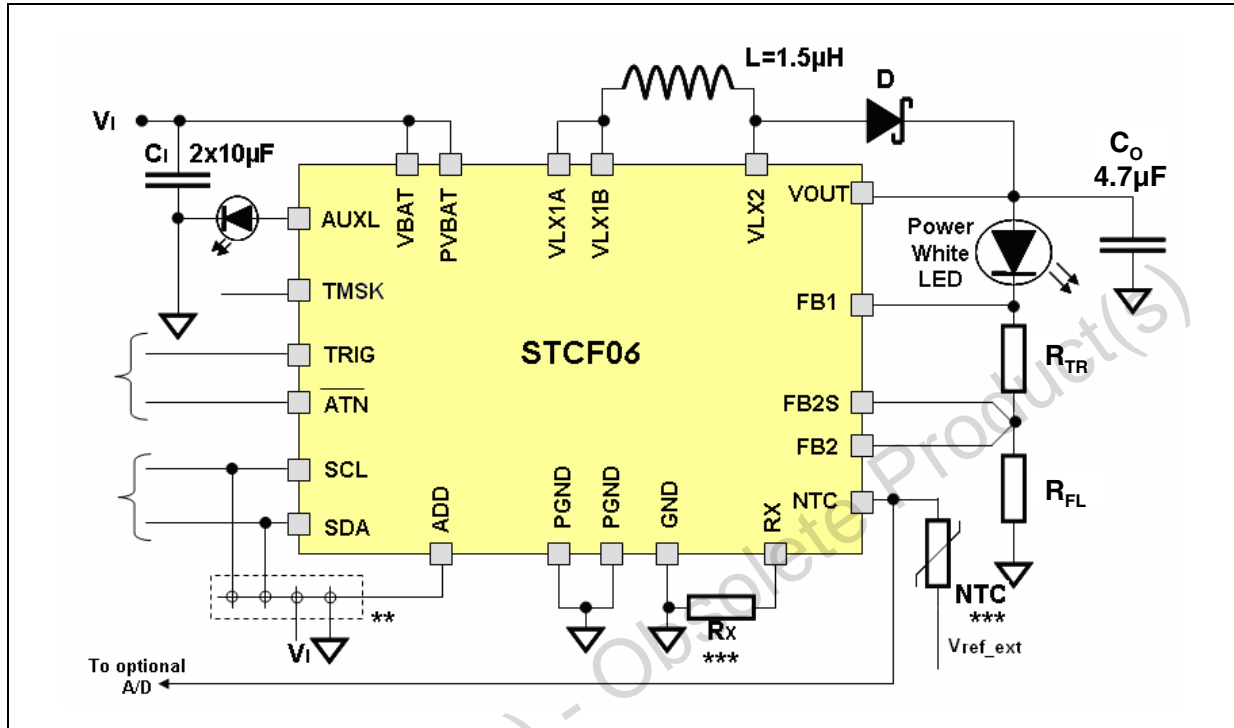 L=1.5µH
D
VI
CI 2x10µF
CO
4.7µF
AUXL
VBAT
PVBAT
VLX1A
VLX1B
VLX2
VOUT
Power
White
LED
TMSK
FB1
TRIG
STCF06
RTR
ATN
FB2S
FB2
SCL
SDA
ADD
PGND
PGND
GND
RX
NTC
RFL
**
VI
RX
***
NTC
***
Vref_ext
To optional
A/D
) - Obsolete Product(s)